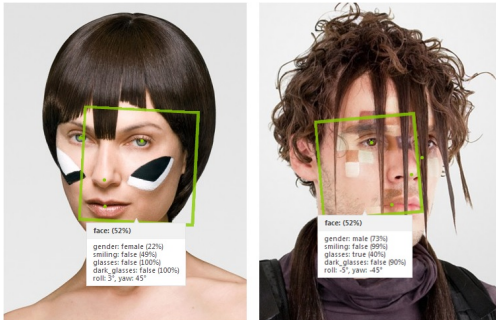 face: (52%)
gender: female (22%)
smiling: false (49%)
glasses: false (100%)
dark_glasses: false (100%)
roll: 3°, yaw: 45°
face: (52%)
gender: male (73%)
smiling: false (99%)
glasses: true (40%)
dark_glasses: false (90%)
roll: -5°, yaw: -45°